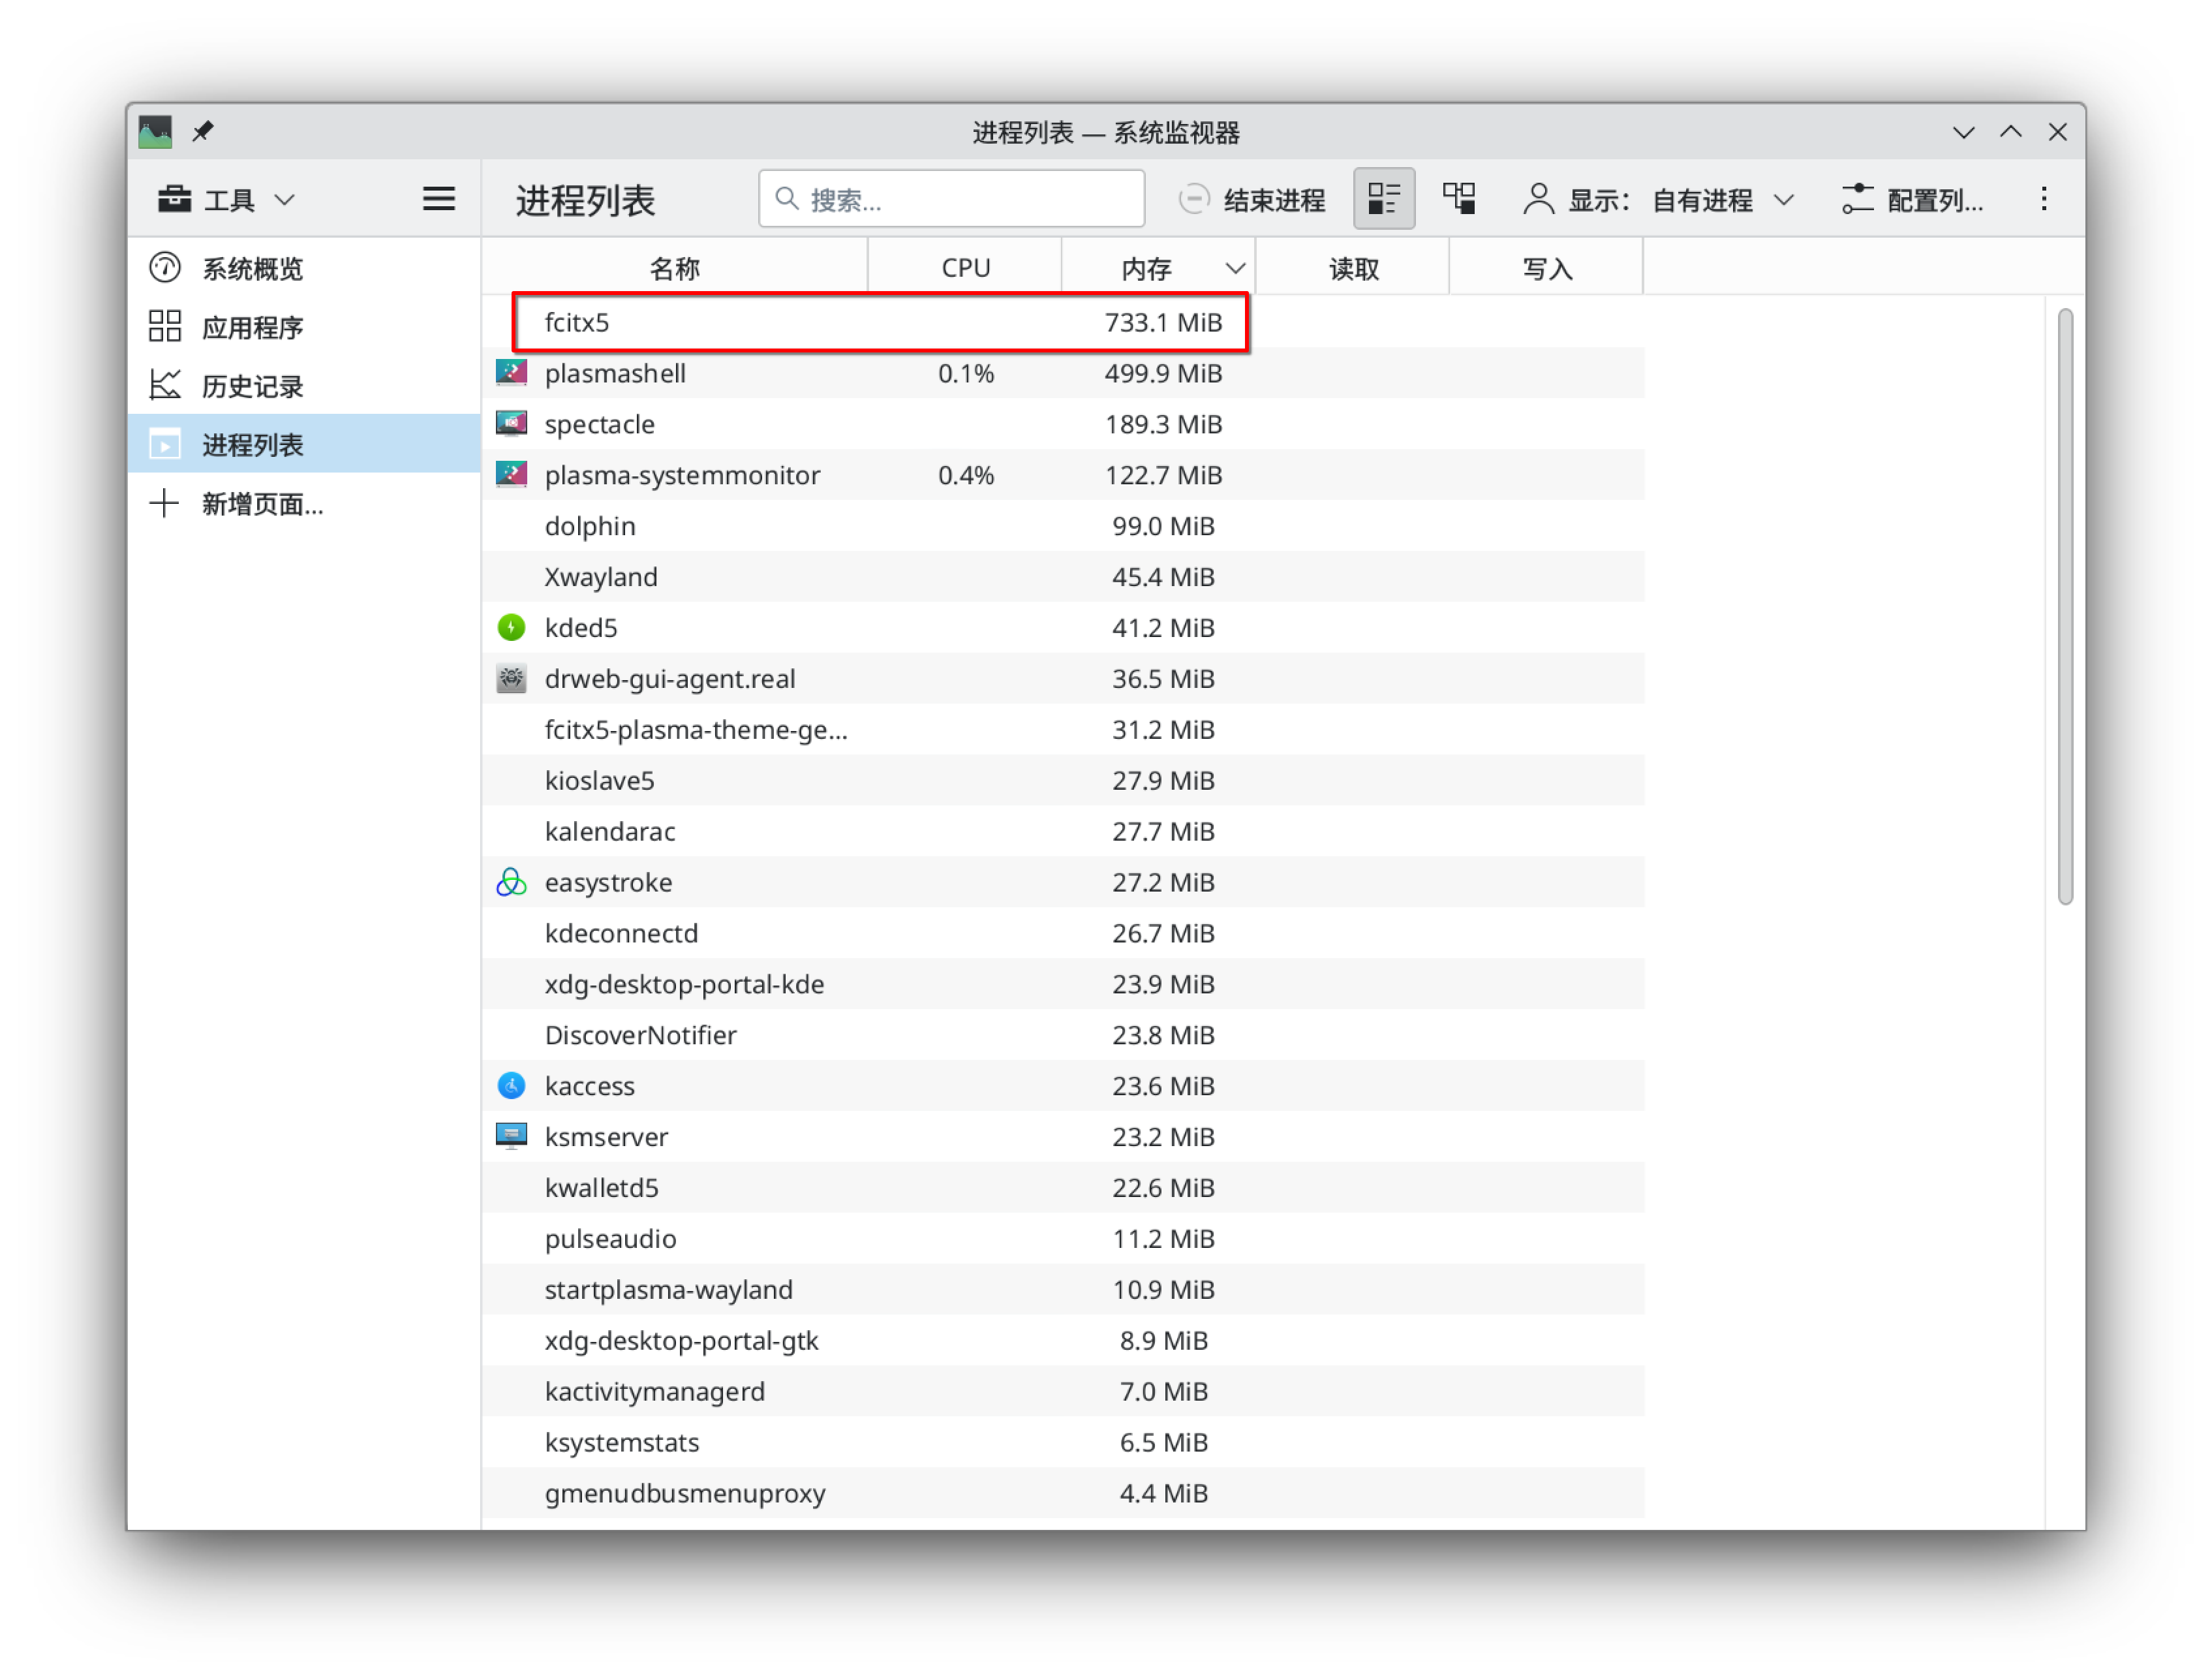 进程列表 — 系统监视器
工具
进程列表
搜索...
结束进程
显示： 自有进程
配置列...
系统概览
应用程序
历史记录
进程列表
新增页面...
名称 CPU 内存 读取 写入
fcitx5 733.1 MiB
plasmashell 0.1% 499.9 MiB
spectacle 189.3 MiB
plasma-systemmonitor 0.4% 122.7 MiB
dolphin 99.0 MiB
Xwayland 45.4 MiB
kded5 41.2 MiB
drweb-gui-agent.real 36.5 MiB
fcitx5-plasma-theme-ge... 31.2 MiB
kioslave5 27.9 MiB
kalendarac 27.7 MiB
easystroke 27.2 MiB
kdeconnectd 26.7 MiB
xdg-desktop-portal-kde 23.9 MiB
DiscoverNotifier 23.8 MiB
kaccess 23.6 MiB
ksmserver 23.2 MiB
kwalletd5 22.6 MiB
pulseaudio 11.2 MiB
startplasma-wayland 10.9 MiB
xdg-desktop-portal-gtk 8.9 MiB
kactivitymanagerd 7.0 MiB
ksystemstats 6.5 MiB
gmenudbusmenuproxy 4.4 MiB